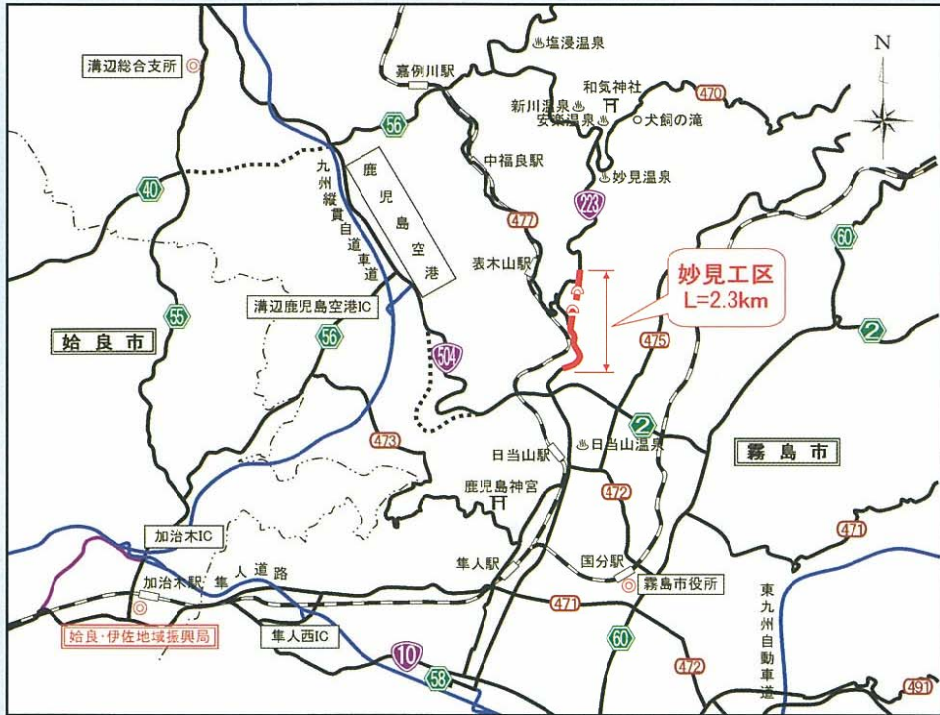 塩浸温泉
N
溝辺総合支所
嘉例川駅
和気神社
470
新川温泉
安楽温泉
犬飼の滝
56
中福良駅
妙見温泉
九州縦貫自動車道
鹿児島空港
40
223
477
60
表木山駅
妙見工区
L=2.3km
溝辺鹿児島空港IC
55
56
475
2
姶良市
504
473
2
日当山駅
日当山温泉
霧島市
鹿児島神宮
472
471
加治木IC
隼人駅
国分駅
加治木駅
隼人道路
霧島市役所
471
東九州自動車道
姶良・伊佐地域振興局
隼人西IC
10
60
58
472
491